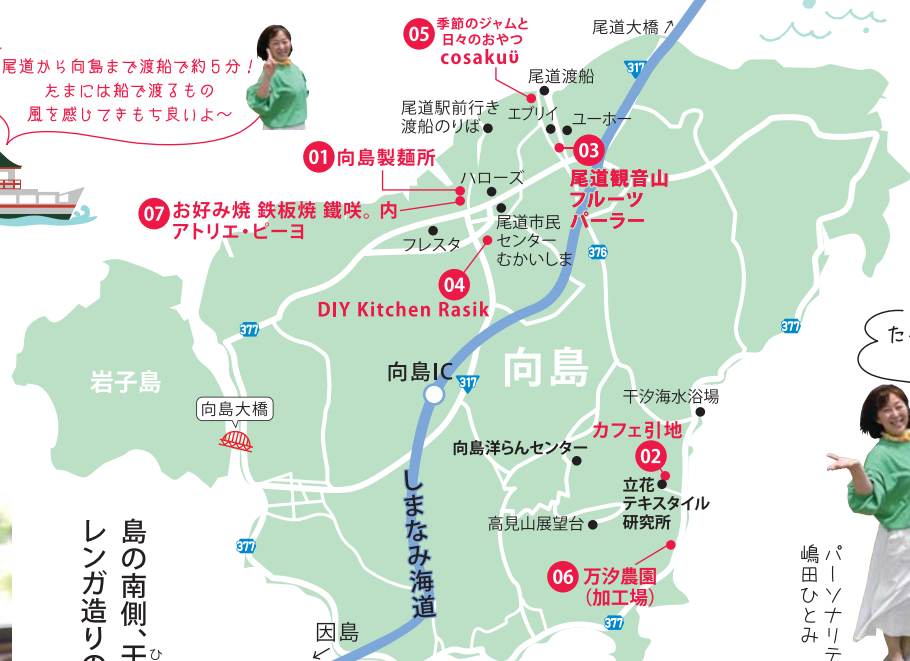 尾道から向島まで渡船で約5分！
たまには船で渡るもの
風を感じてきもち良いよ～
05 季節のジャムと
日々のおやつ
cosakuü
尾道大橋
317
尾道渡船
尾道駅前行き
渡船のりば
エブリイ
ユーホー
01 向島製麺所
03
尾道観音山
フルーツ
パーラー
ハローズ
07 お好み焼 鉄板焼 鐵咲。内
アトリエ・ピーヨ
尾道市民
センター
むかいしま
フレスタ
376
04
DIY Kitchen Rasik
377
377
向島
向島IC
317
岩子島
向島大橋
干汐海水浴場
カフェ引地
02
向島洋らんセンター
立花
テキスタイル
研究所
高見山展望台
しまなみ海道
377
06 万汐農園
（加工場）
377
因島
た
パーソナリテ
嶋田ひとみ
島の南側、干
ひ
レンガ造りの